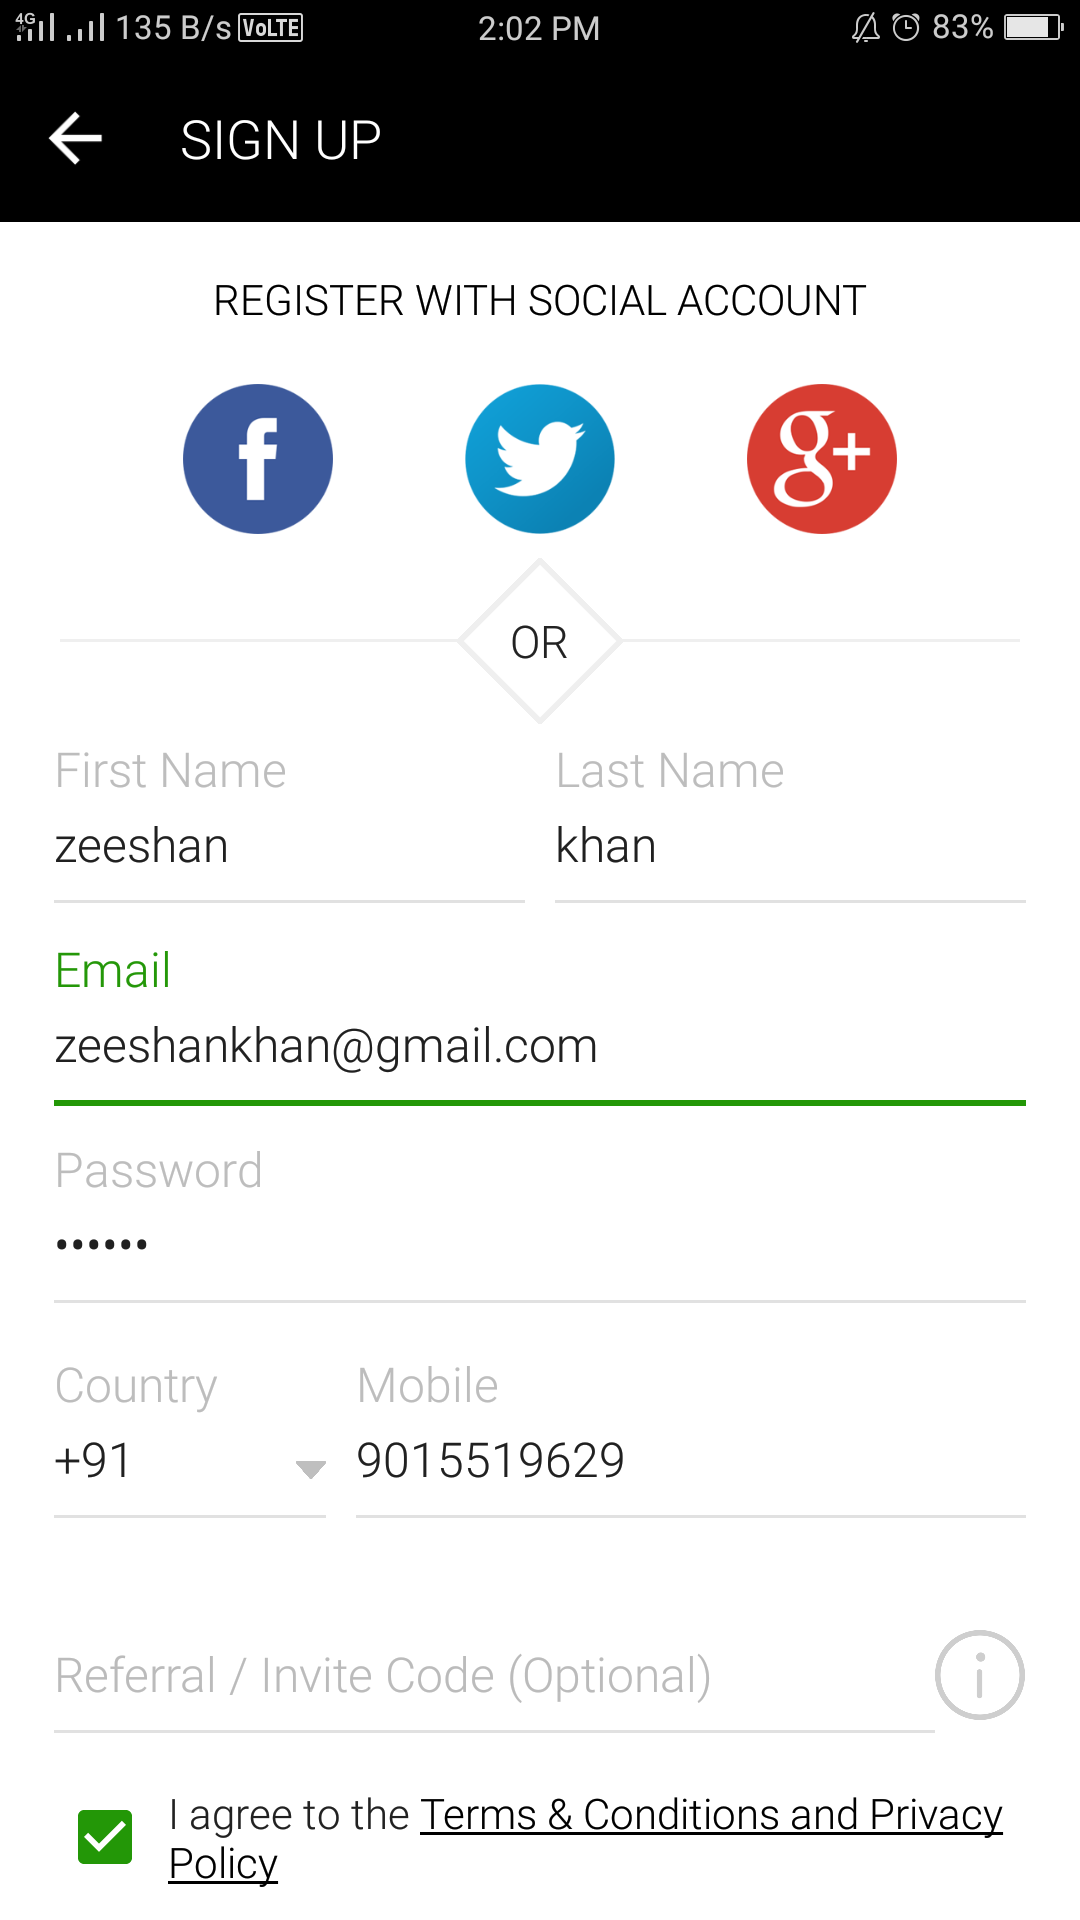 4G 135 B/s VoLTE 2:02 PM 83%
SIGN UP
REGISTER WITH SOCIAL ACCOUNT
f g+
OR
First Name Last Name
zeeshan khan
Email
zeeshankhan@gmail.com
Password
••••••
Country Mobile
+91 9015519629
Referral / Invite Code (Optional) i
I agree to the Terms & Conditions and Privacy
Policy